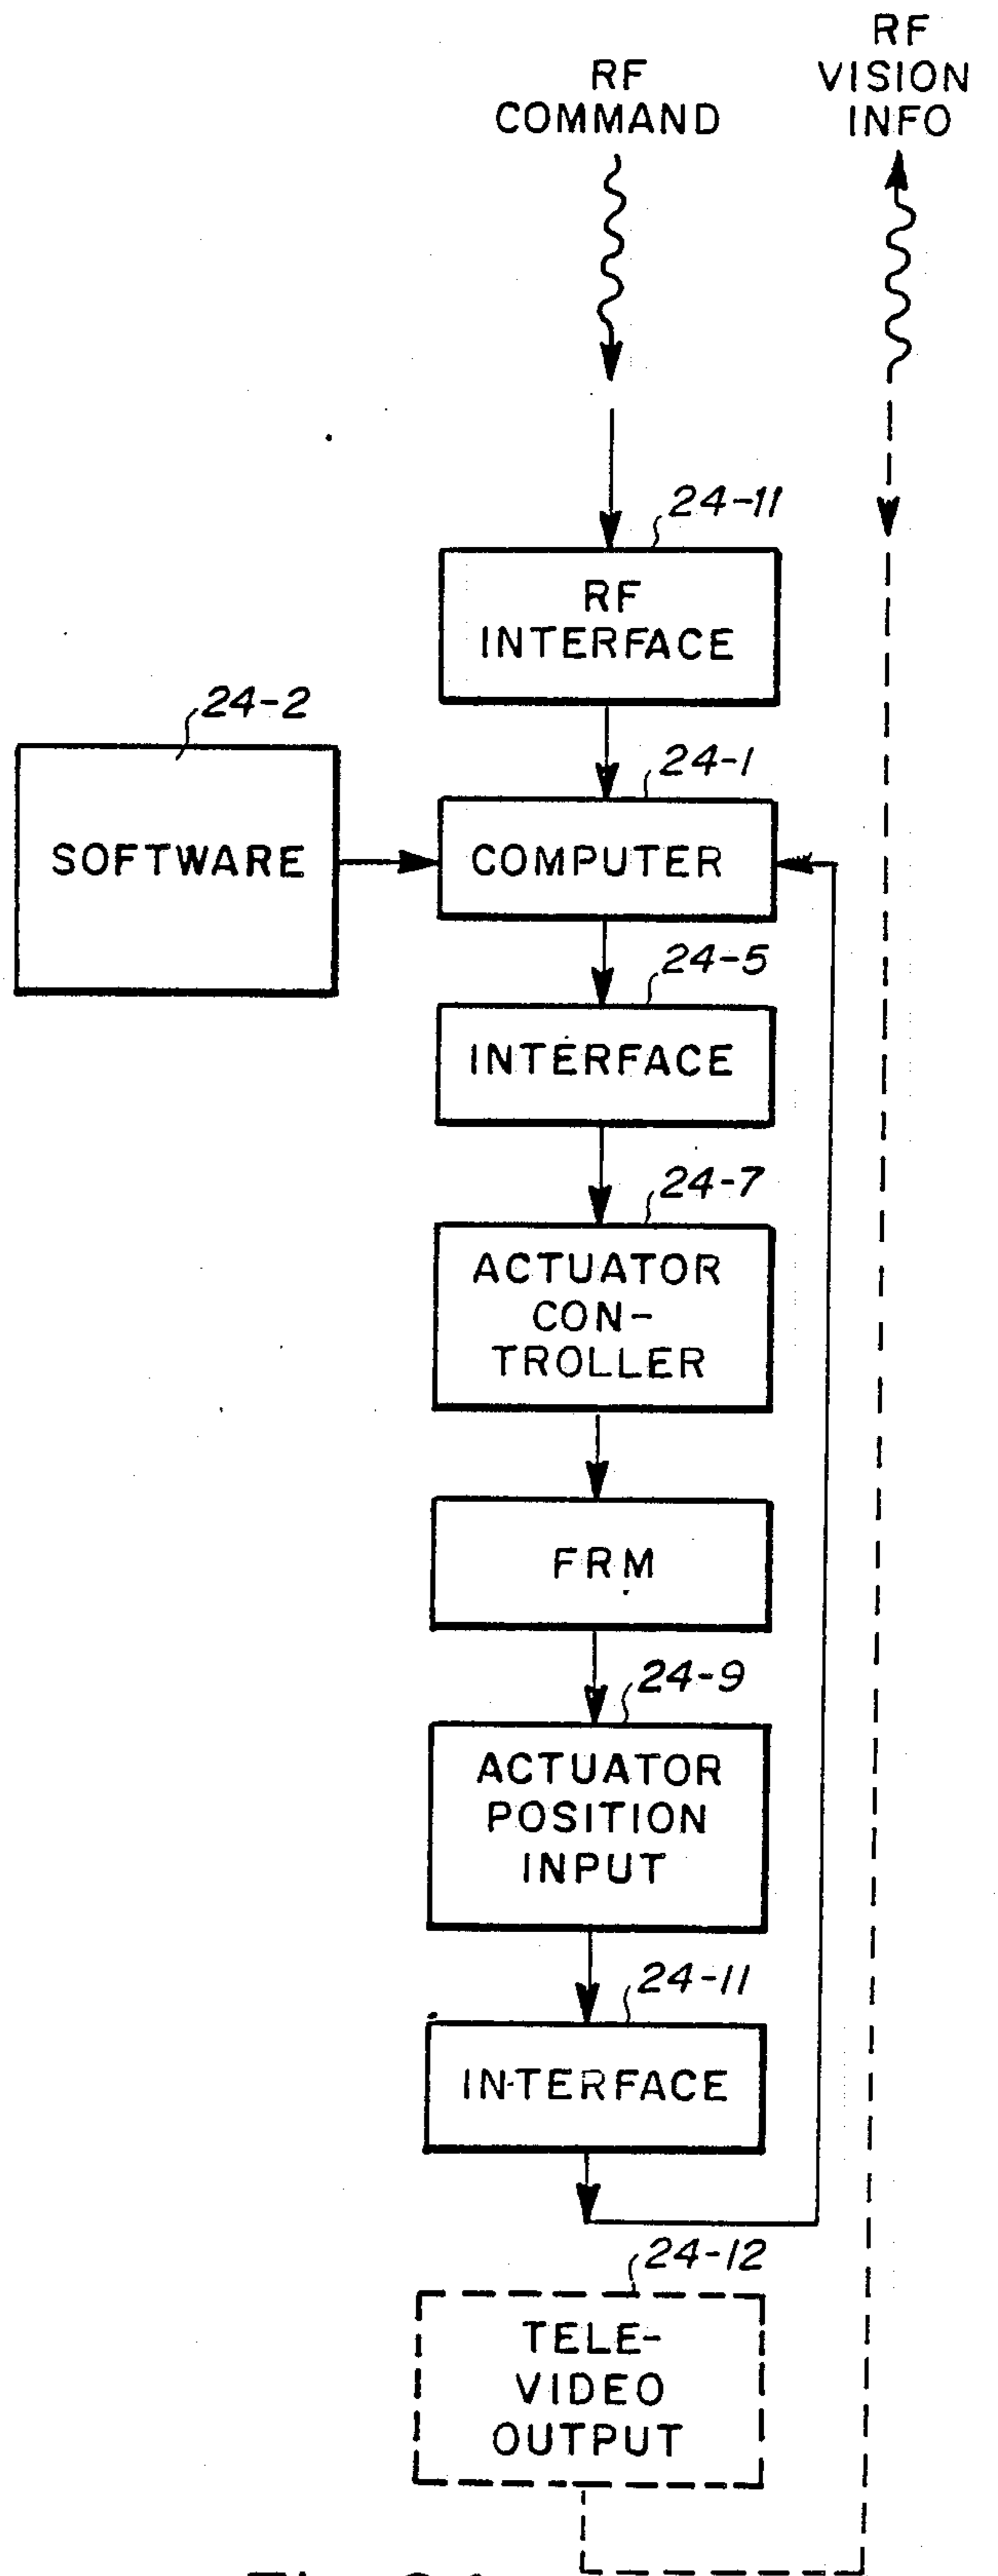 RF
COMMAND
RF
VISION
INFO
24-11
RF
INTERFACE
24-2
SOFTWARE
24-1
COMPUTER
24-5
INTERFACE
24-7
ACTUATOR
CON-
TROLLER
FRM
24-9
ACTUATOR
POSITION
INPUT
24-11
INTERFACE
24-12
TELE-
VIDEO
OUTPUT